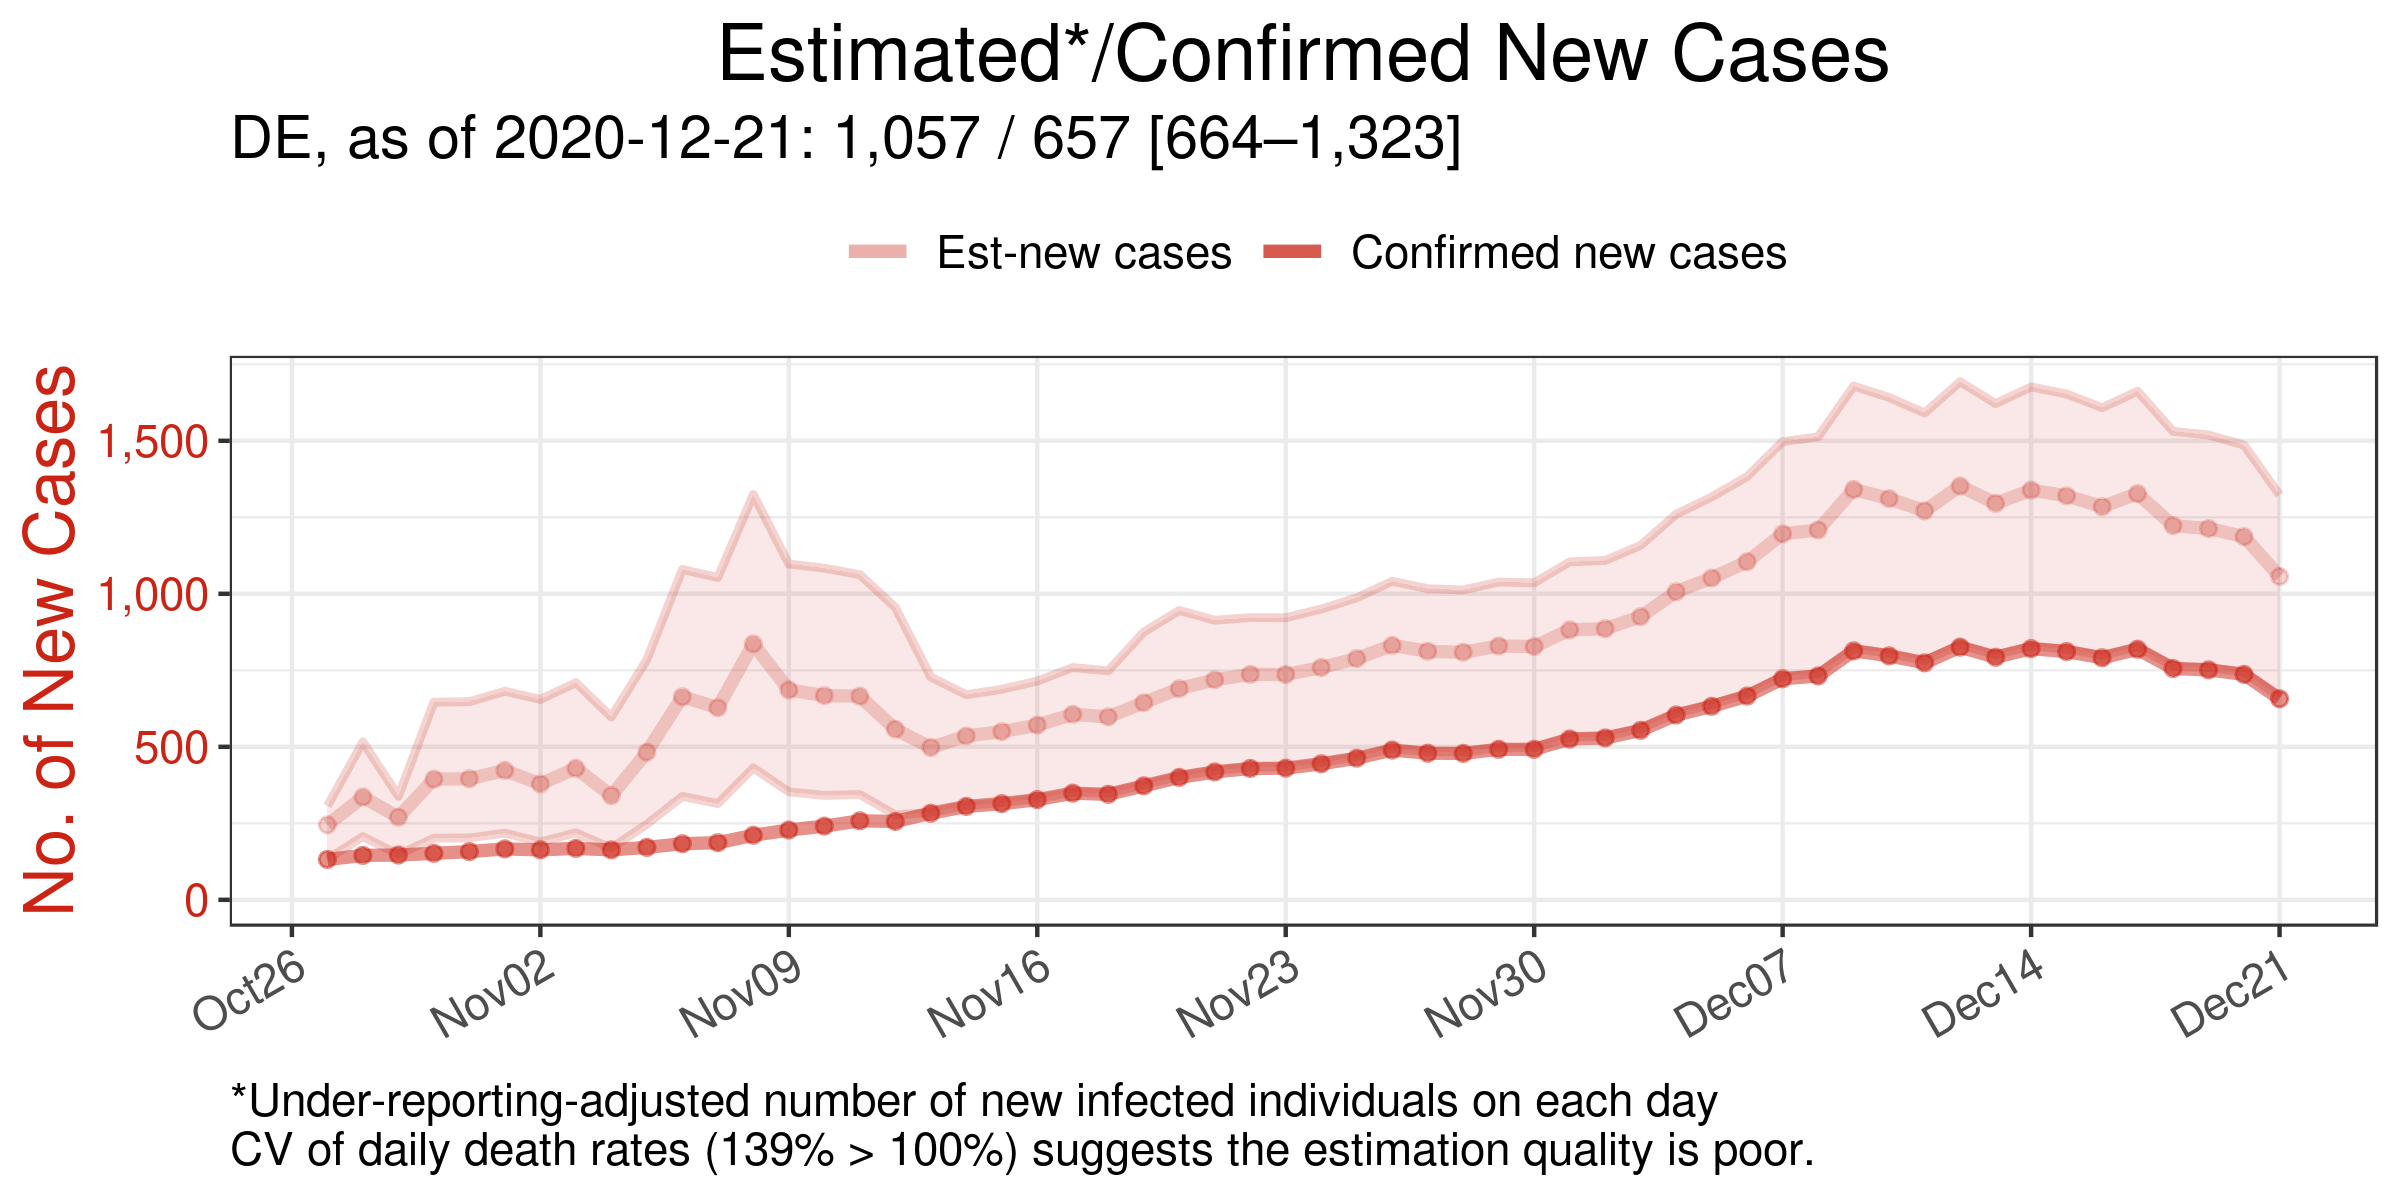 Estimated*/Confirmed New Cases
DE, as of 2020-12-21: 1,057 / 657 [664–1,323]
Est-new cases
Confirmed new cases
No. of New Cases
1,500
1,000
500
0
Oct26
Nov02
Nov09
Nov16
Nov23
Nov30
Dec07
Dec14
Dec21
*Under-reporting-adjusted number of new infected individuals on each day
CV of daily death rates (139% > 100%) suggests the estimation quality is poor.